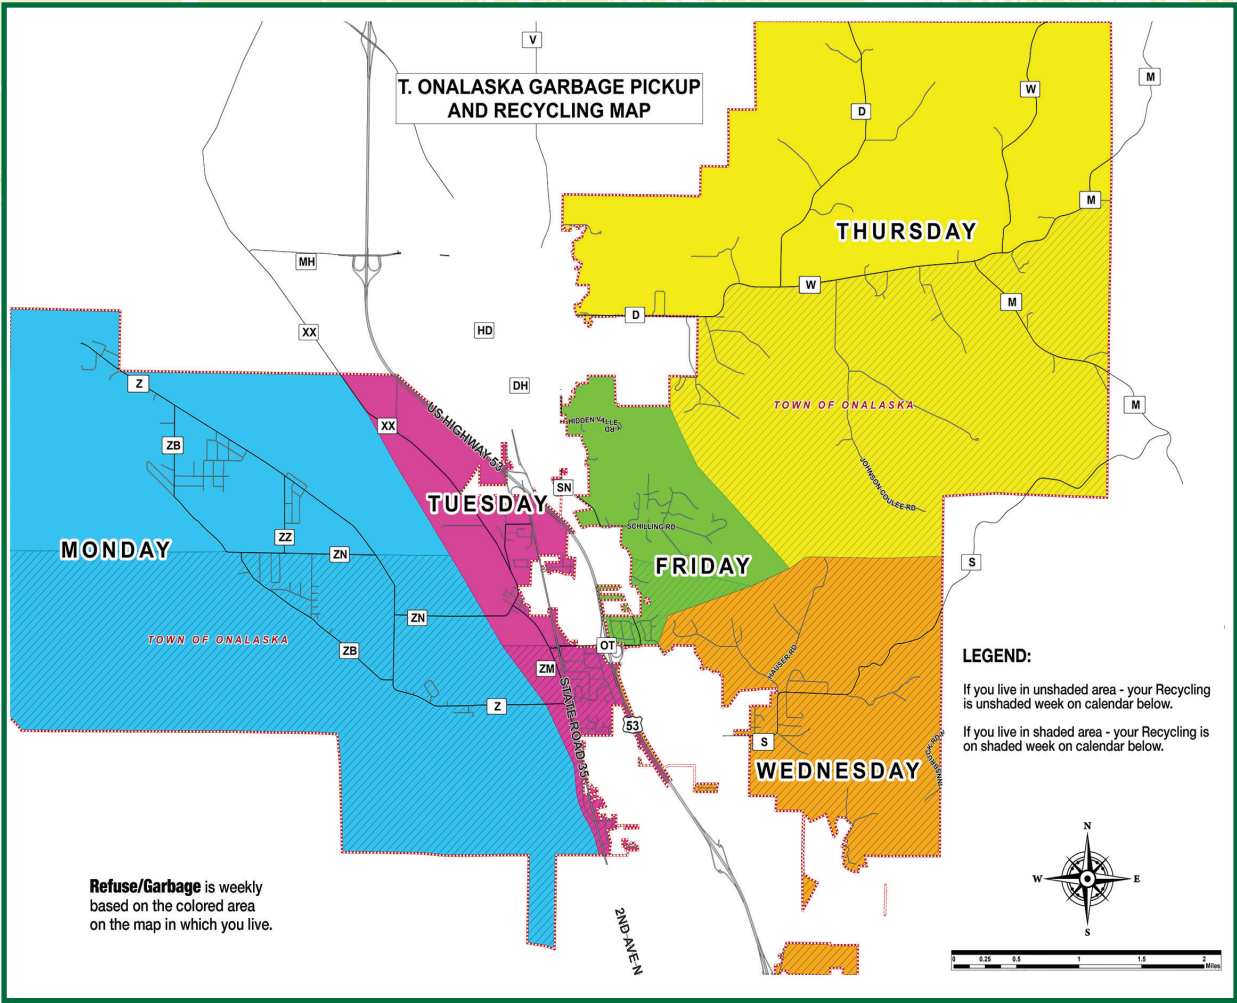 V
M
T. ONALASKA GARBAGE PICKUP
AND RECYCLING MAP
W
D
M
THURSDAY
MH
W
M
D
XX
HD
Z
DH
TOWN OF ONALASKA
M
HIDDEN VALLE
RD
XX
US HIGHWAY 53
ZB
JOHNSON COULEE RD
SN
TUESDAY
SCHILLING RD
ZZ
MONDAY
ZN
FRIDAY
S
ZN
TOWN OF ONALASKA
OT
ZB
HAUSER RD
LEGEND:
ZM
If you live in unshaded area - your Recycling
is unshaded week on calendar below.
Z
STATE ROAD 35
53
If you live in shaded area - your Recycling is
on shaded week on calendar below.
S
WEDNESDAY
N
W
E
S
Refuse/Garbage is weekly
based on the colored area
on the map in which you live.
2ND AVE N
0 0.25 0.5 1 1.5 2
Miles